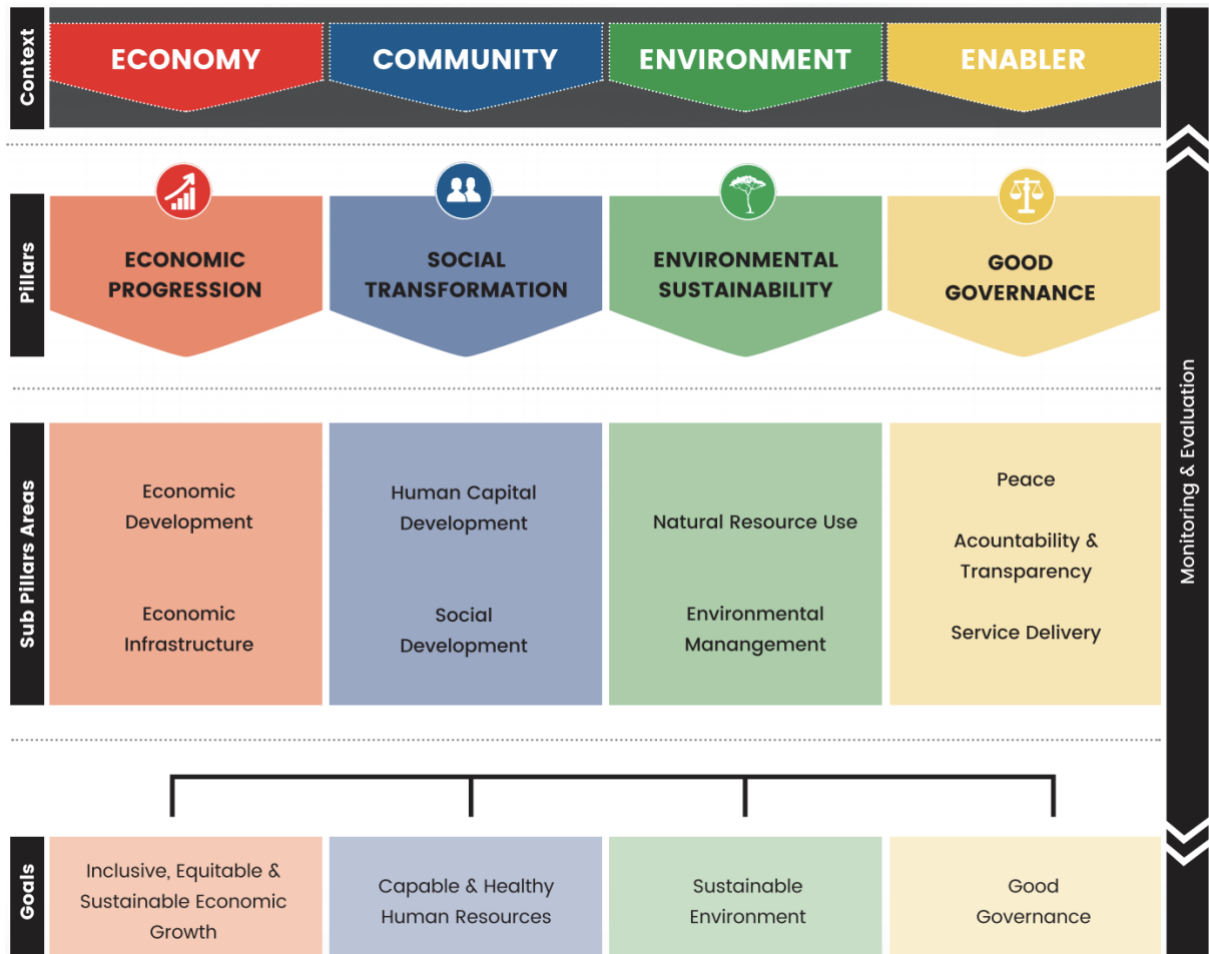 Context
ECONOMY
COMMUNITY
ENVIRONMENT
ENABLER
Pillars
ECONOMIC
PROGRESSION
SOCIAL
TRANSFORMATION
ENVIRONMENTAL
SUSTAINABILITY
GOOD
GOVERNANCE
Sub Pillars Areas
Economic
Development
Economic
Infrastructure
Human Capital
Development
Social
Development
Natural Resource Use
Environmental
Manangement
Peace
Acountability &
Transparency
Service Delivery
Goals
Inclusive, Equitable &
Sustainable Economic
Growth
Capable & Healthy
Human Resources
Sustainable
Environment
Good
Governance
Monitoring & Evaluation